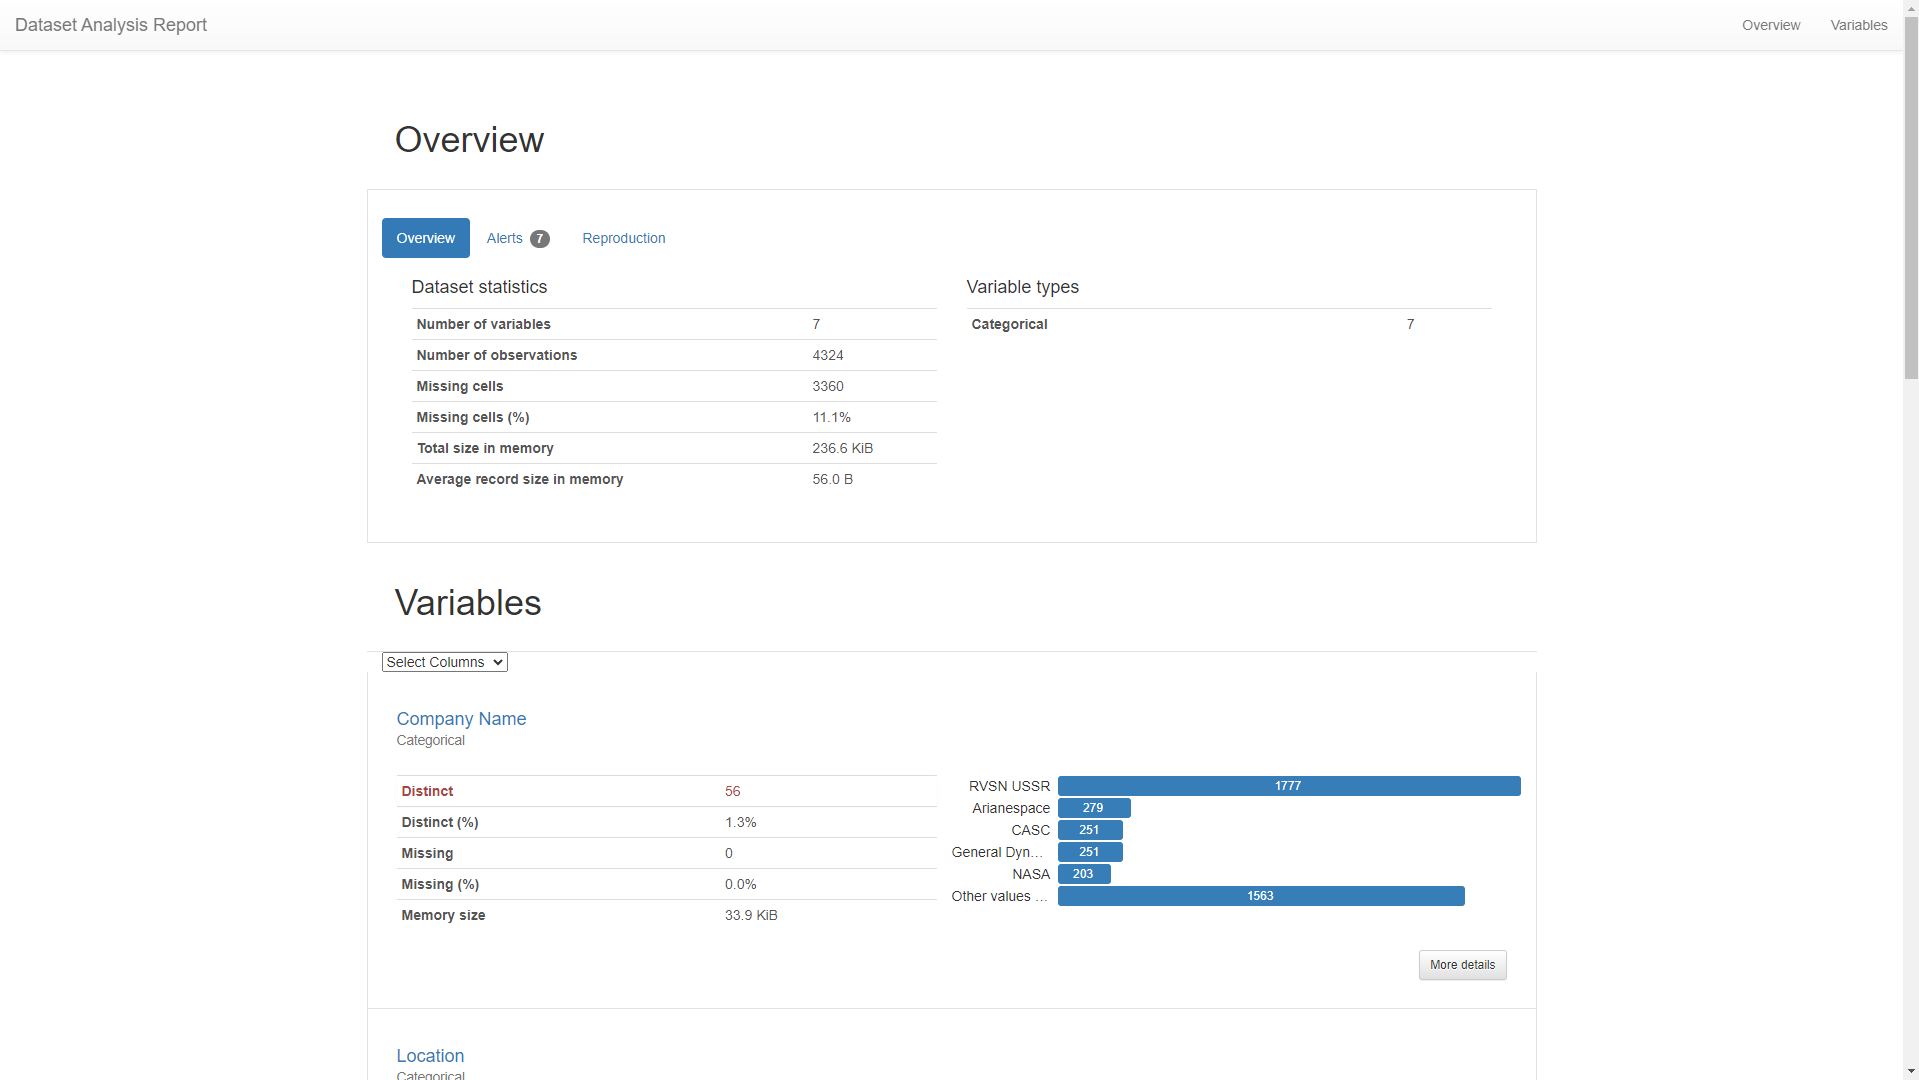 Dataset Analysis Report
Overview
Variables
Overview
Overview
Alerts 7
Reproduction
Dataset statistics
Number of variables 7
Number of observations 4324
Missing cells 3360
Missing cells (%) 11.1%
Total size in memory 236.6 KiB
Average record size in memory 56.0 B
Variable types
Categorical 7
Variables
Select Columns
Company Name
Categorical
Distinct 56
Distinct (%) 1.3%
Missing 0
Missing (%) 0.0%
Memory size 33.9 KiB
RVSN USSR 1777
Arianespace 279
CASC 251
General Dyn... 251
NASA 203
Other values ... 1563
More details
Location
Categorical